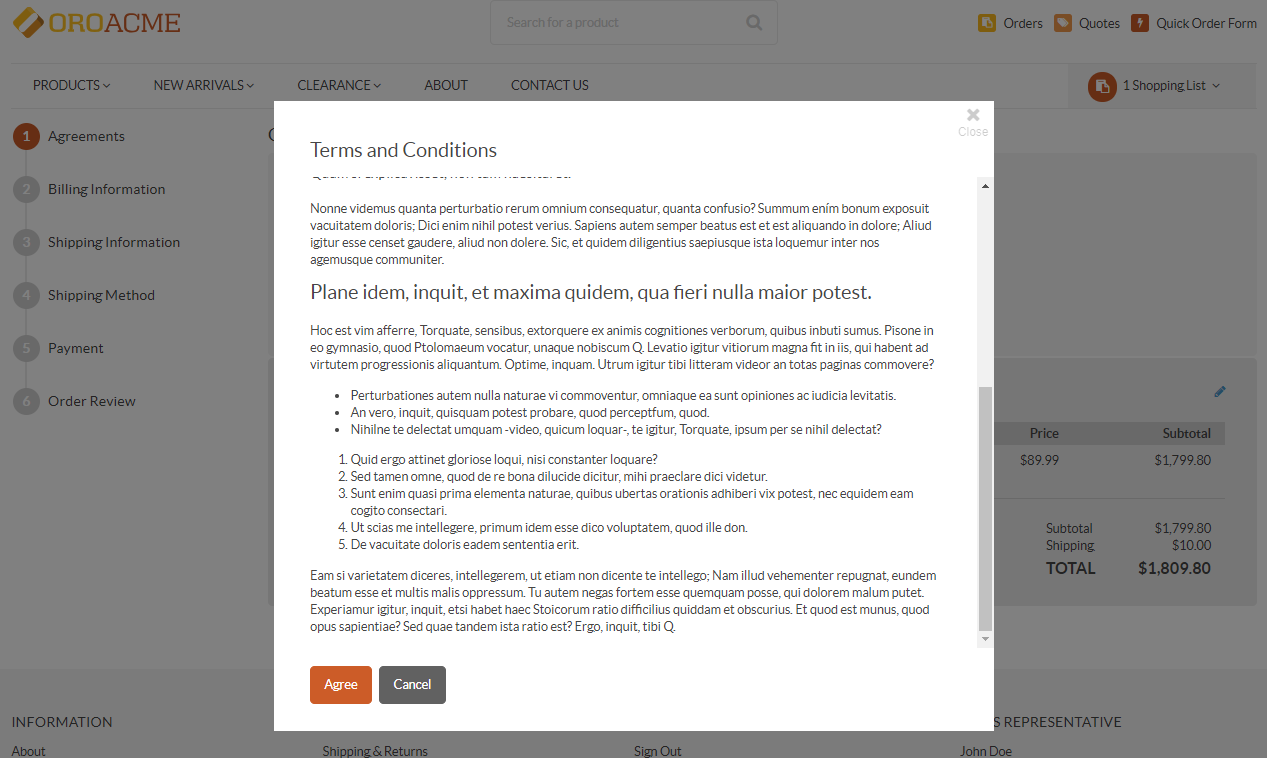 OROACME
Search for a product
Orders
Quotes
Quick Order Form
PRODUCTS
NEW ARRIVALS
CLEARANCE
ABOUT
CONTACT US
1 Shopping List
1 Agreements
2 Billing Information
3 Shipping Information
4 Shipping Method
5 Payment
6 Order Review
Close
Terms and Conditions
Nonne videmus quanta perturbatio rerum omnium consequatur, quanta confusio? Summum ením bonum exposuit
vacuitatem doloris; Dici enim nihil potest verius. Sapiens autem semper beatus est et est aliquando in dolore; Aliud
igitur esse censet gaudere, aliud non dolere. Sic, et quidem diligentius saepiusque ista loquemur inter nos
agemusque communiter.
Plane idem, inquit, et maxima quidem, qua fieri nulla maior potest.
Hoc est vim afferre, Torquate, sensibus, extorquere ex animis cognitiones verborum, quibus inbuti sumus. Pisone in
eo gymnasio, quod Ptolomaeum vocatur, unaque nobiscum Q. Levatio igitur vitiorum magna fit in iis, qui habent ad
virtutem progressionis aliquantum. Optime, inquam. Utrum igitur tibi litteram videor an totas paginas commovere?
• Perturbationes autem nulla naturae vi commoventur, omniaque ea sunt opiniones ac iudicia levitatis.
• An vero, inquit, quisquam potest probare, quod perceptfum, quod.
• Nihilne te delectat umquam -video, quicum loquar-, te igitur, Torquate, ipsum per se nihil delectat?
1. Quid ergo attinet gloriose loqui, nisi constanter loquare?
2. Sed tamen omne, quod de re bona dilucide dicitur, mihi praeclare dici videtur.
3. Sunt enim quasi prima elementa naturae, quibus ubertas orationis adhiberi vix potest, nec equidem eam
cogito consectari.
4. Ut scias me intellegere, primum idem esse dico voluptatem, quod ille don.
5. De vacuitate doloris eadem sententia erit.
Eam si varietatem diceres, intellegerem, ut etiam non dicente te intellego; Nam illud vehementer repugnat, eundem
beatum esse et multis malis oppressum. Tu autem negas fortem esse quemquam posse, qui dolorem malum putet.
Experiamur igitur, inquit, etsi habet haec Stoicorum ratio difficilius quiddam et obscurius. Et quod est munus, quod
opus sapientiae? Sed quae tandem ista ratio est? Ergo, inquit, tibi Q.
Agree
Cancel
Price Subtotal
$89.99 $1,799.80
Subtotal $1,799.80
Shipping $10.00
TOTAL $1,809.80
INFORMATION
S REPRESENTATIVE
About
Shipping & Returns
Sign Out
John Doe